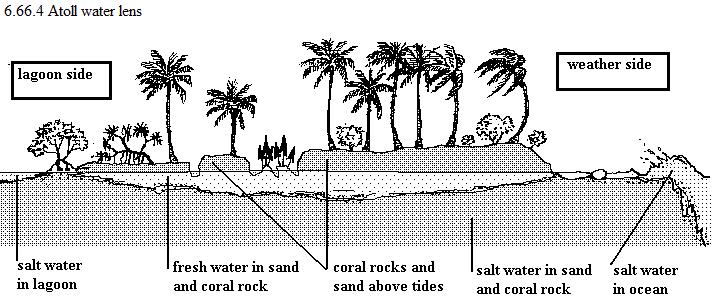 6.66.4 Atoll water lens
lagoon side
weather side
salt water
in lagoon
fresh water in sand
and coral rock
coral rocks and
sand above tides
salt water in sand
and coral rock
salt water
in ocean